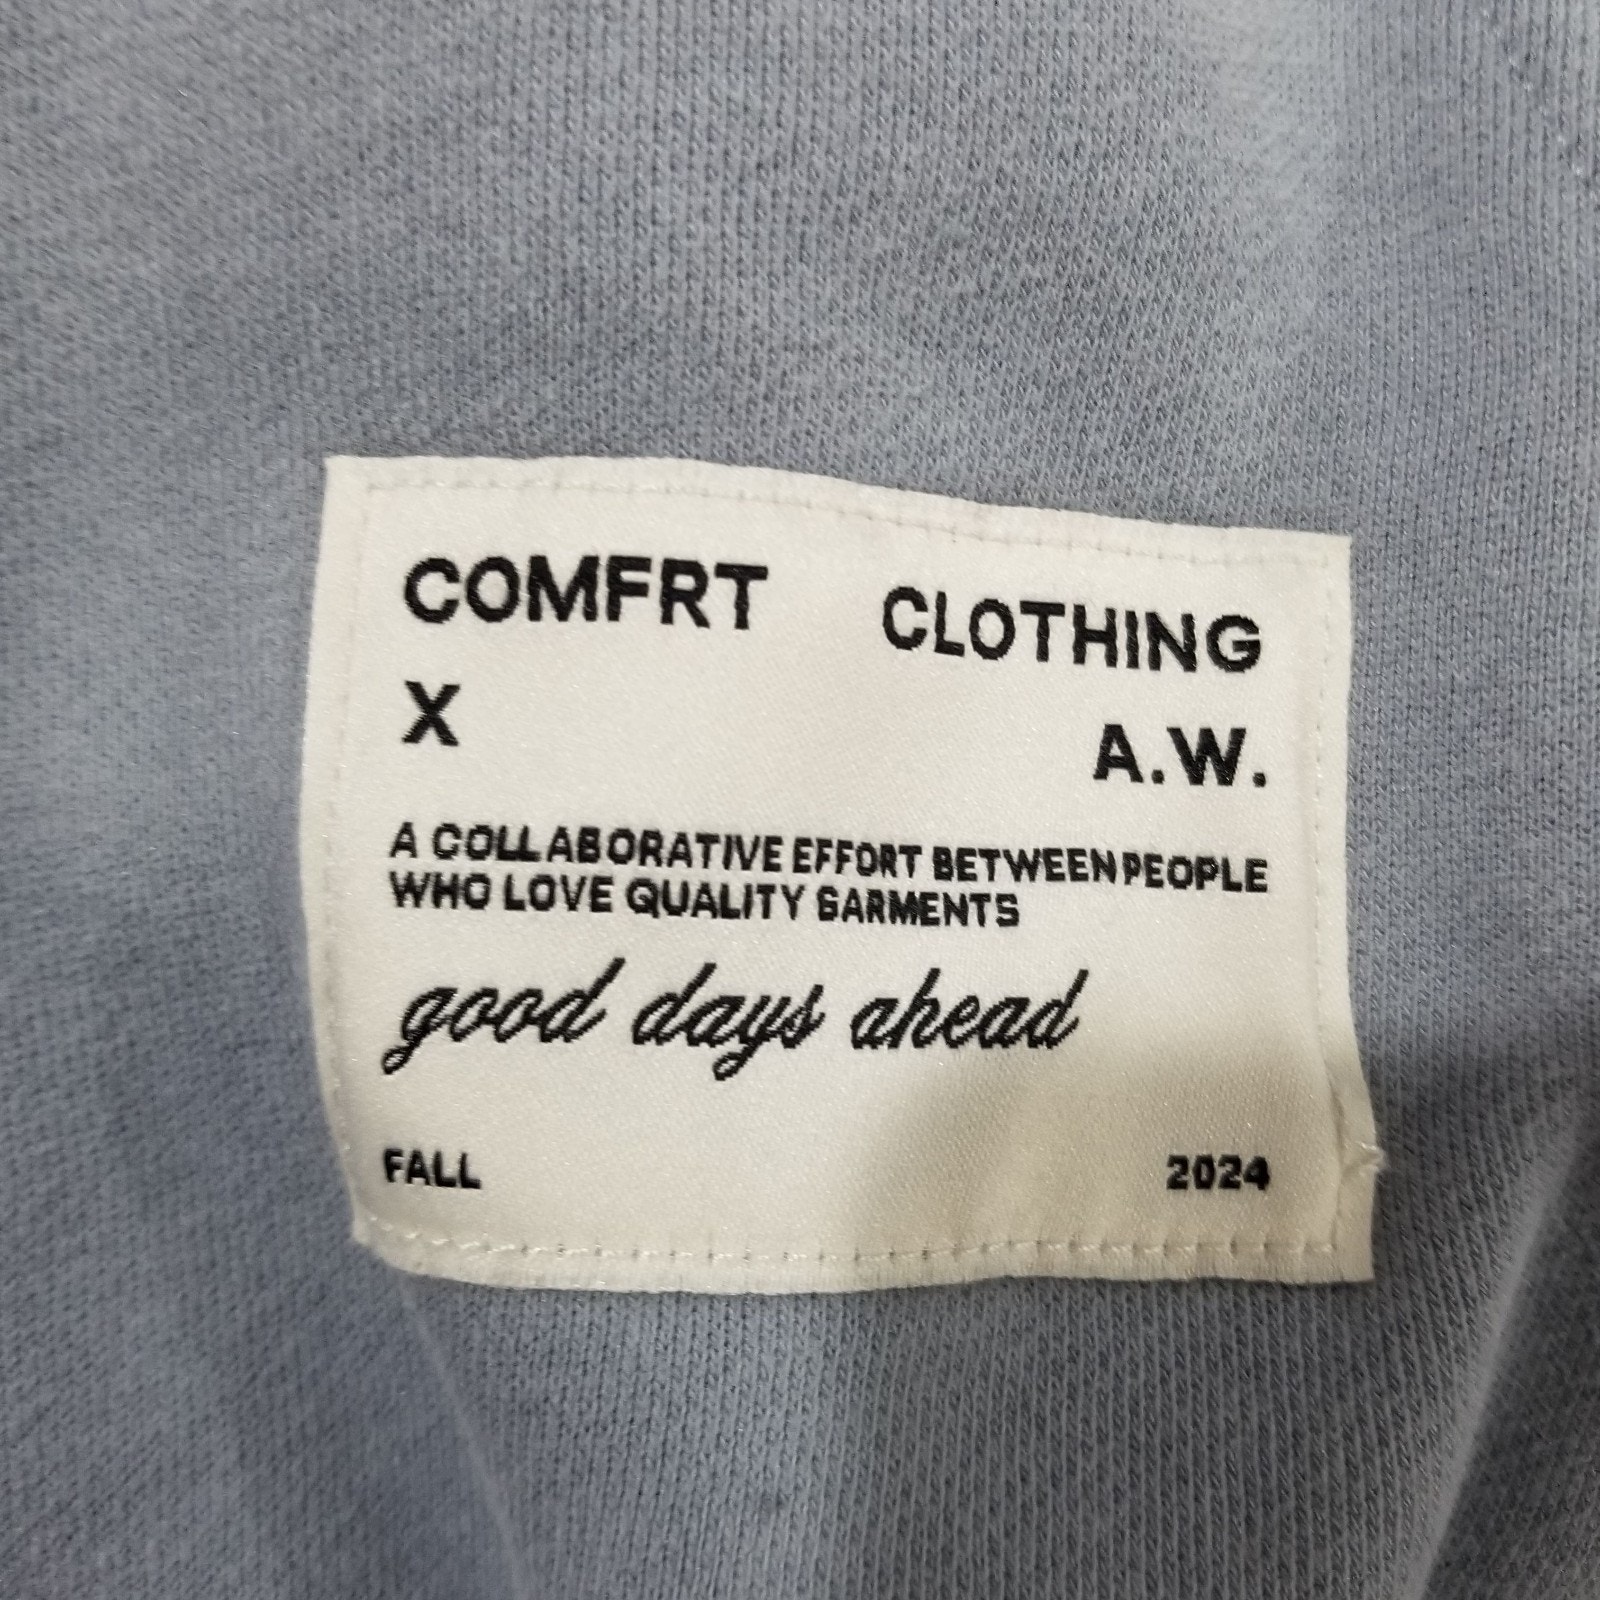 COMFRT CLOTHING
X A.W.
A COLLABORATIVE EFFORT BETWEEN PEOPLE
WHO LOVE QUALITY GARMENTS
good days ahead
FALL 2024